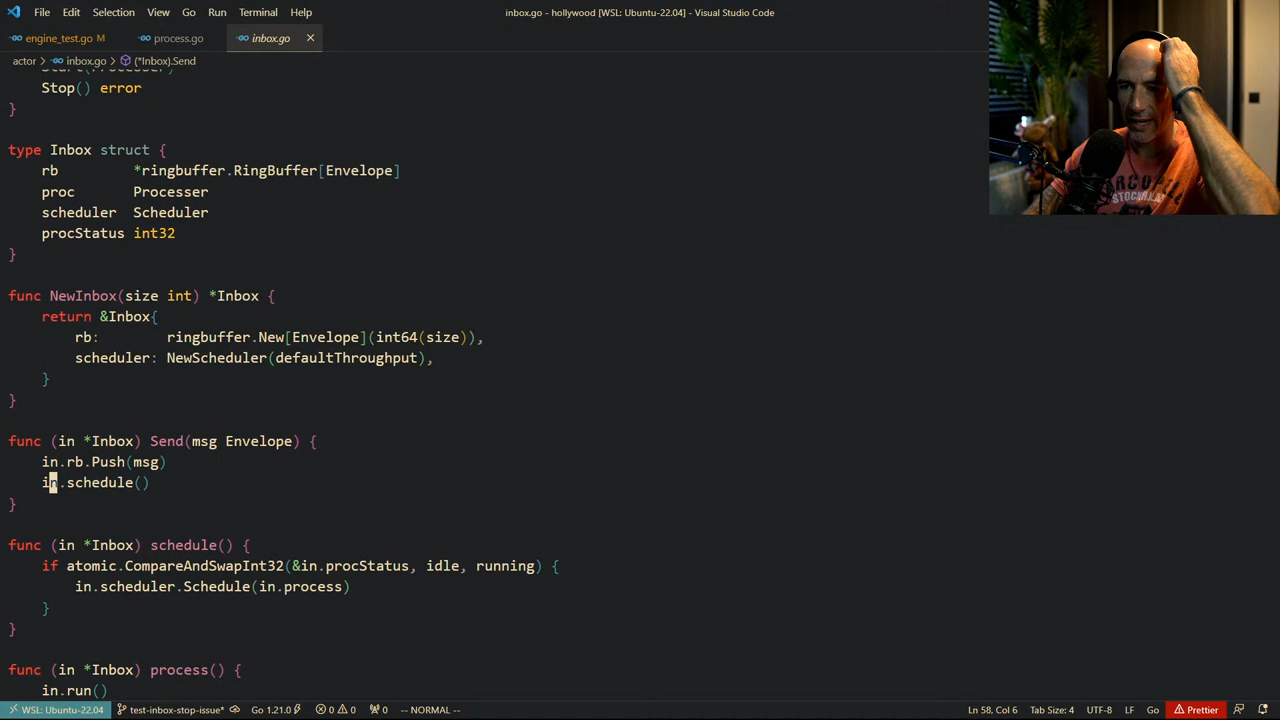 File Edit Selection View Go Run Terminal Help
inbox.go - hollywood [WSL: Ubuntu-22.04] - Visual Studio Code
engine_test.go M process.go inbox.go
actor > inbox.go > (*Inbox).Send
Start(Processer)
Stop() error
}
type Inbox struct {
rb *ringbuffer.RingBuffer[Envelope]
proc Processer
scheduler Scheduler
procStatus int32
}
func NewInbox(size int) *Inbox {
return &Inbox{
rb: ringbuffer.New[Envelope](int64(size)),
scheduler: NewScheduler(defaultThroughput),
}
}
func (in *Inbox) Send(msg Envelope) {
in.rb.Push(msg)
in.schedule()
}
func (in *Inbox) schedule() {
if atomic.CompareAndSwapInt32(&in.procStatus, idle, running) {
in.scheduler.Schedule(in.process)
}
}
func (in *Inbox) process() {
in.run()
WSL: Ubuntu-22.04 test-inbox-stop-issue* Go 1.21.0 0 0 0 -- NORMAL -- Ln 58, Col 6 Tab Size: 4 UTF-8 LF Go Prettier